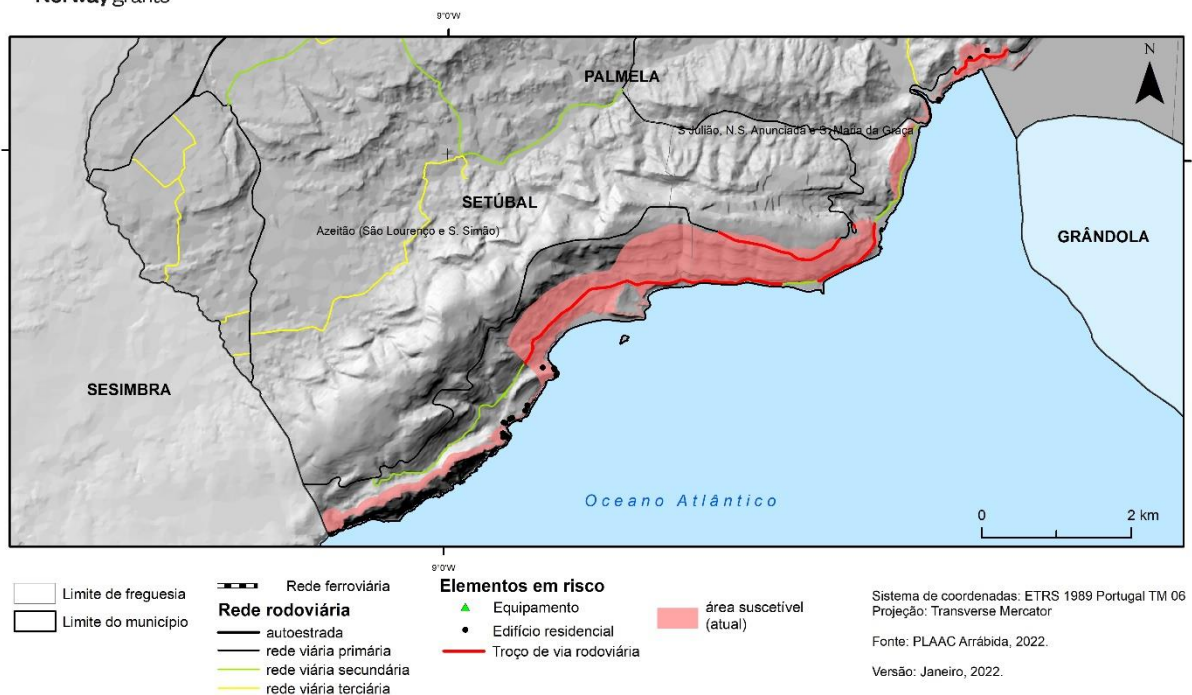 Norway grants
9°0'W
N
PALMELA
S Julião, N.S. Anunciada e S. Maria da Graça
SETÚBAL
Azeitão (São Lourenço e S. Simão)
GRÂNDOLA
SESIMBRA
Oceano Atlântico
0 2 km
9°0'W
Limite de freguesia
Limite do município
Rede ferroviária
Rede rodoviária
autoestrada
rede viária primária
rede viária secundária
rede viária terciária
Elementos em risco
Equipamento
Edifício residencial
Troço de via rodoviária
área suscetível
(atual)
Sistema de coordenadas: ETRS 1989 Portugal TM 06
Projeção: Transverse Mercator
Fonte: PLAAC Arrábida, 2022.
Versão: Janeiro, 2022.